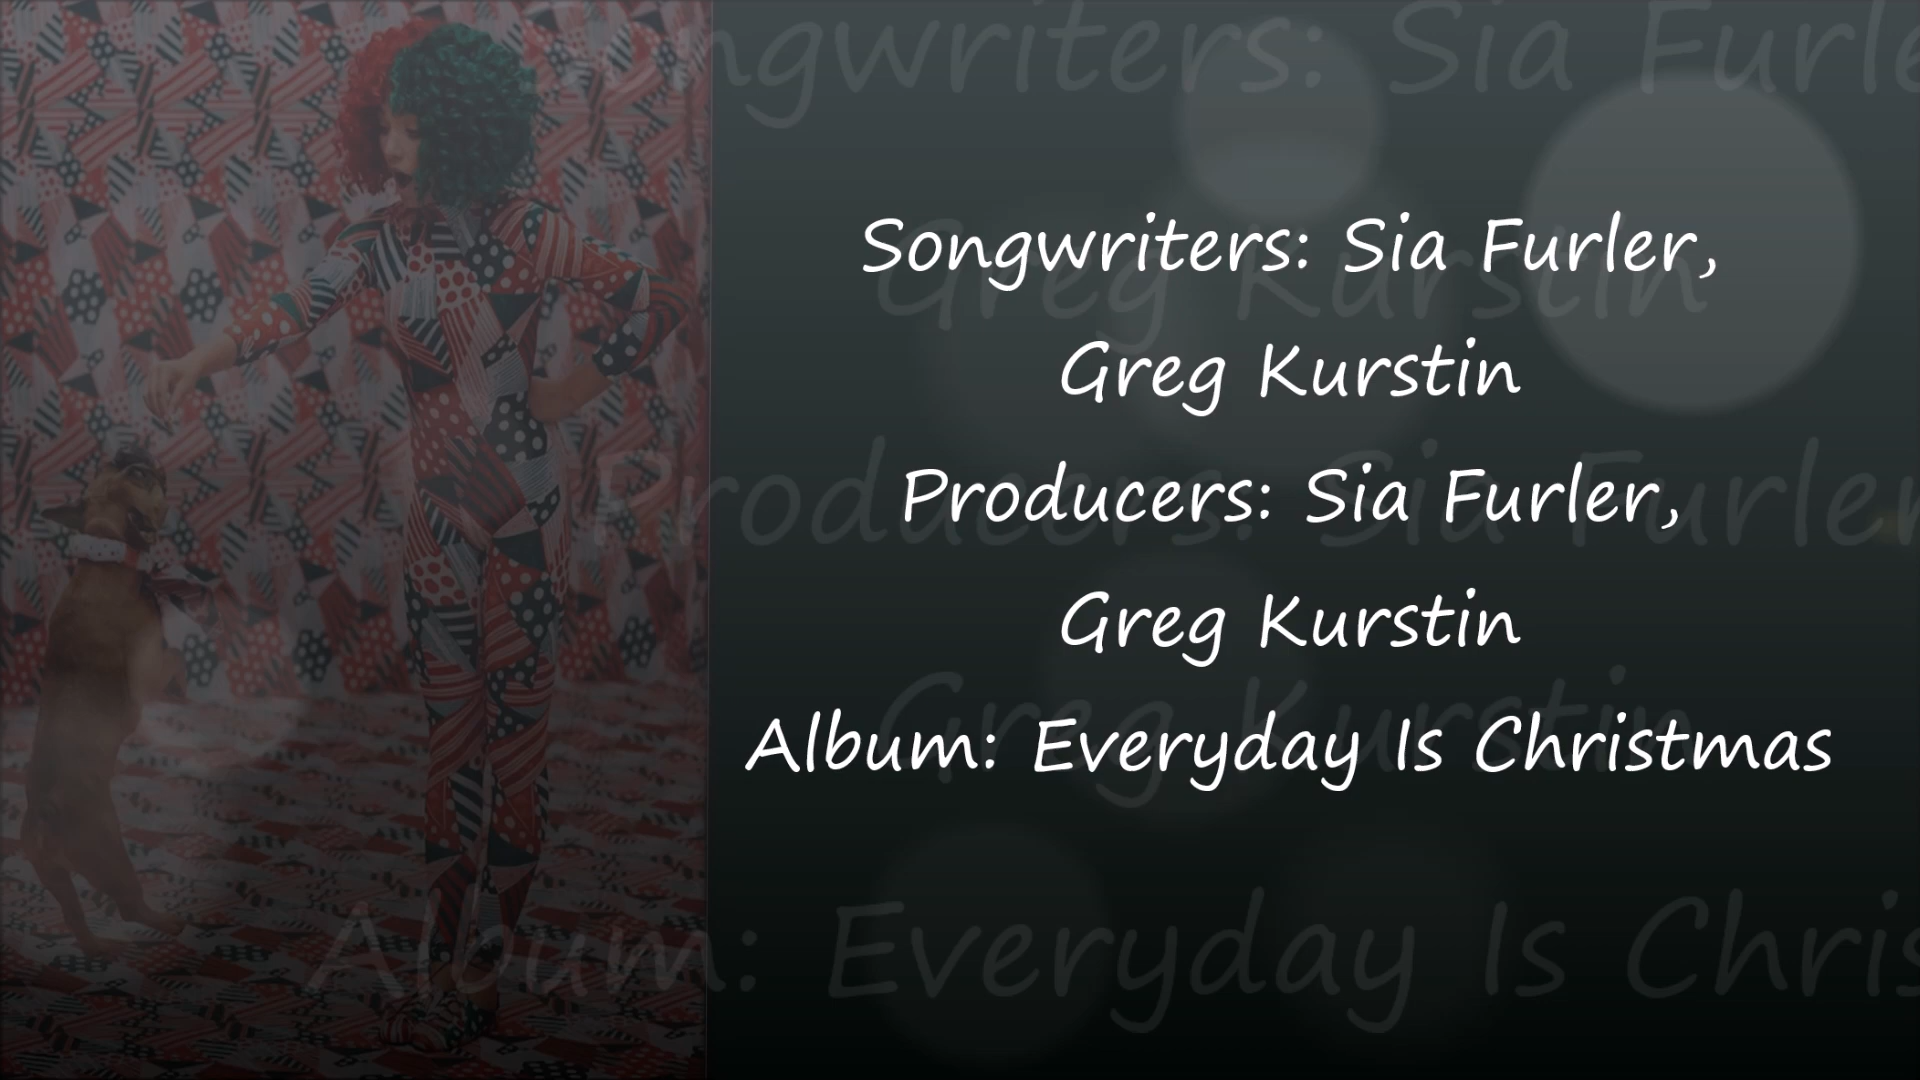 Songwriters: Sia Furler,
Greg Kurstin
Producers: Sia Furler,
Greg Kurstin
Album: Everyday Is Christmas